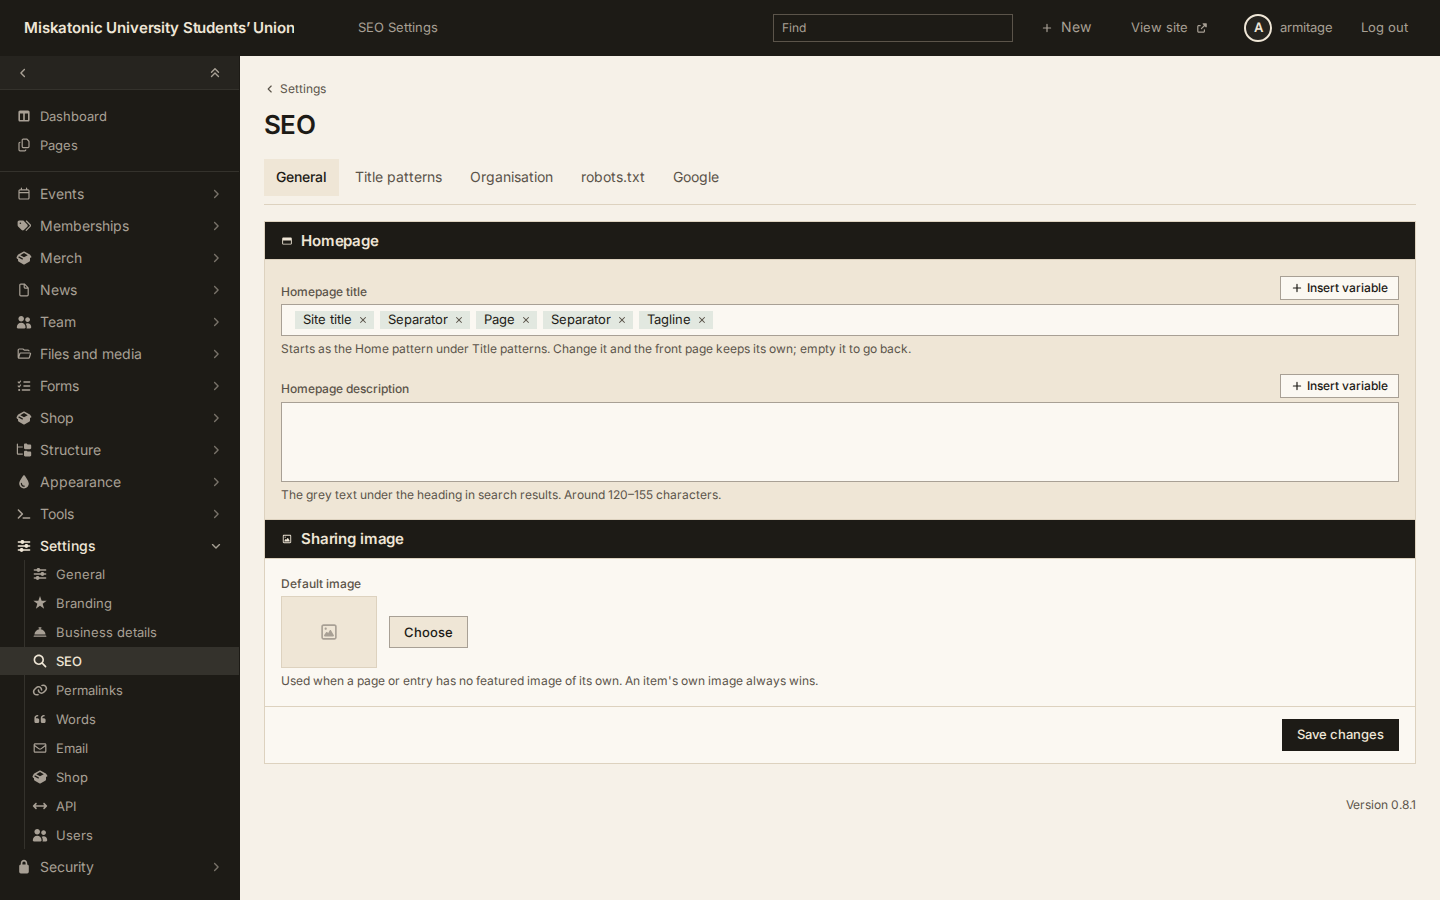 Miskatonic University Students' Union
SEO Settings
Find
New
View site
A
armitage
Log out
Dashboard
Pages
Events
Memberships
Merch
News
Team
Files and media
Forms
Shop
Structure
Appearance
Tools
Settings
General
Branding
Business details
SEO
Permalinks
Words
Email
Shop
API
Users
Security
Settings
SEO
General
Title patterns
Organisation
robots.txt
Google
Homepage
Homepage title
+ Insert variable
Site title × Separator × Page × Separator × Tagline ×
Starts as the Home pattern under Title patterns. Change it and the front page keeps its own; empty it to go back.
Homepage description
+ Insert variable
The grey text under the heading in search results. Around 120–155 characters.
Sharing image
Default image
Choose
Used when a page or entry has no featured image of its own. An item's own image always wins.
Save changes
Version 0.8.1